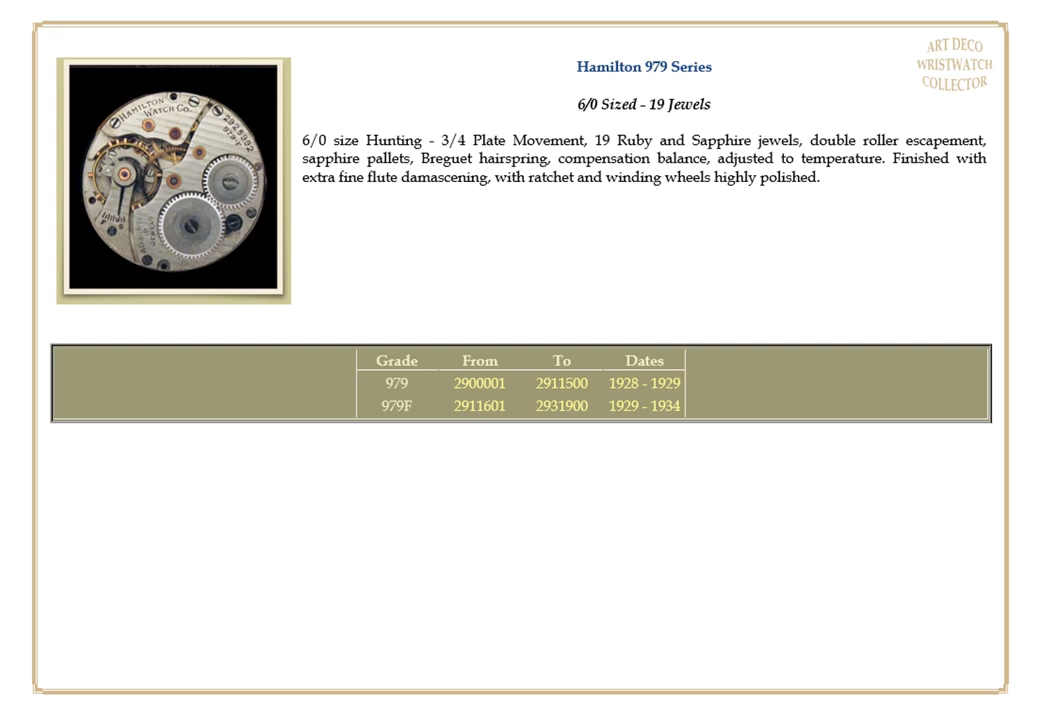 ART DECO
WRISTWATCH
COLLECTOR
Hamilton 979 Series
6/0 Sized - 19 Jewels
6/0 size Hunting - 3/4 Plate Movement, 19 Ruby and Sapphire jewels, double roller escapement,
sapphire pallets, Breguet hairspring, compensation balance, adjusted to temperature. Finished with
extra fine flute damascening, with ratchet and winding wheels highly polished.
HAMILTON
WATCH CO.
979-F
JEWELS
F S
Grade From To Dates
979 2900001 2911500 1928 - 1929
979F 2911601 2931900 1929 - 1934